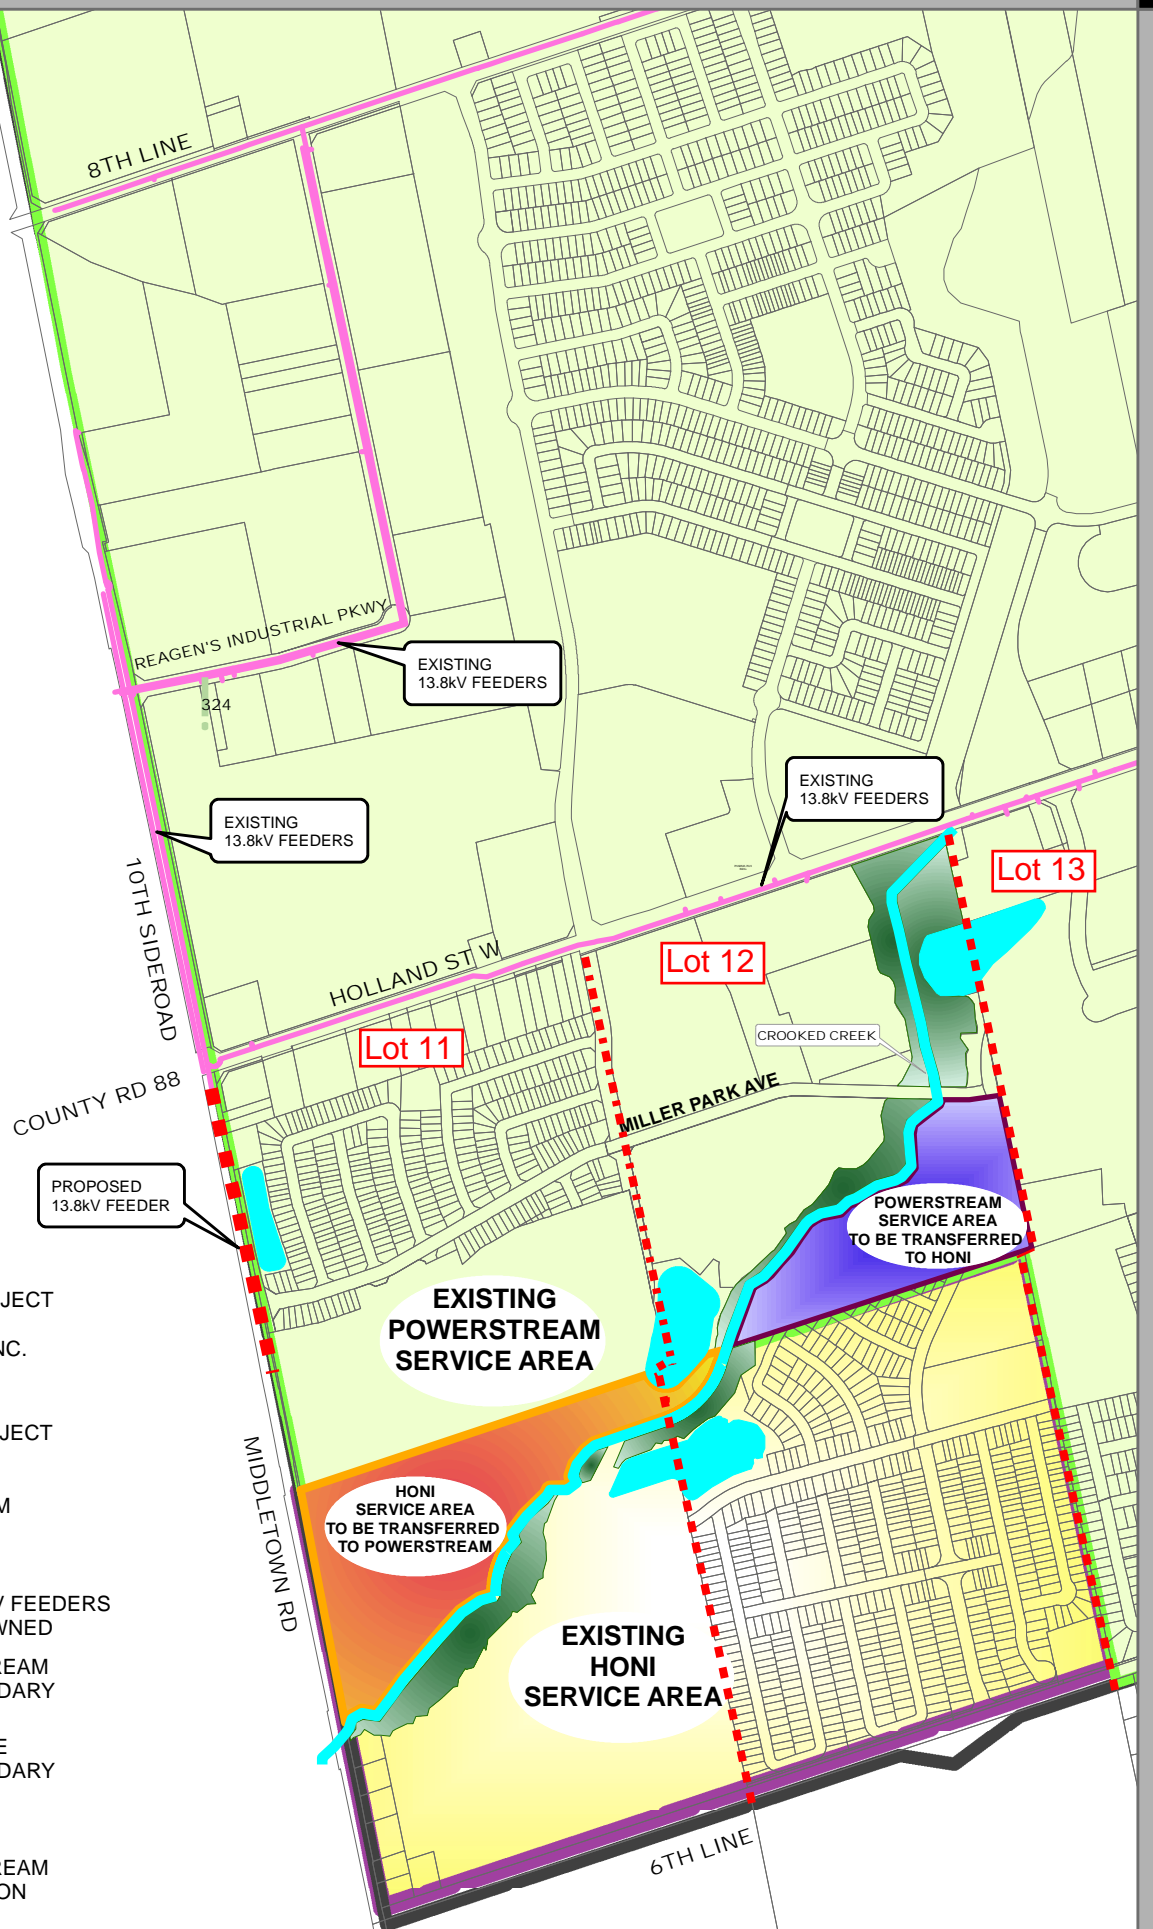 8TH LINE
REAGEN'S INDUSTRIAL PKWY
EXISTING
13.8kV FEEDERS
324
EXISTING
13.8kV FEEDERS
EXISTING
13.8kV FEEDERS
10TH SIDEROAD
Lot 13
HOLLAND ST W
Lot 12
Lot 11
CROOKED CREEK
COUNTY RD 88
MILLER PARK AVE
PROPOSED
13.8kV FEEDER
POWERSTREAM
SERVICE AREA
TO BE TRANSFERRED
TO HONI
EXISTING
POWERSTREAM
SERVICE AREA
JECT
NC.
JECT
MIDDLETOWN RD
HONI
SERVICE AREA
TO BE TRANSFERRED
TO POWERSTREAM
M
V FEEDERS
WNED
EXISTING
HONI
SERVICE AREA
REAM
DARY
E
DARY
6TH LINE
REAM
ON